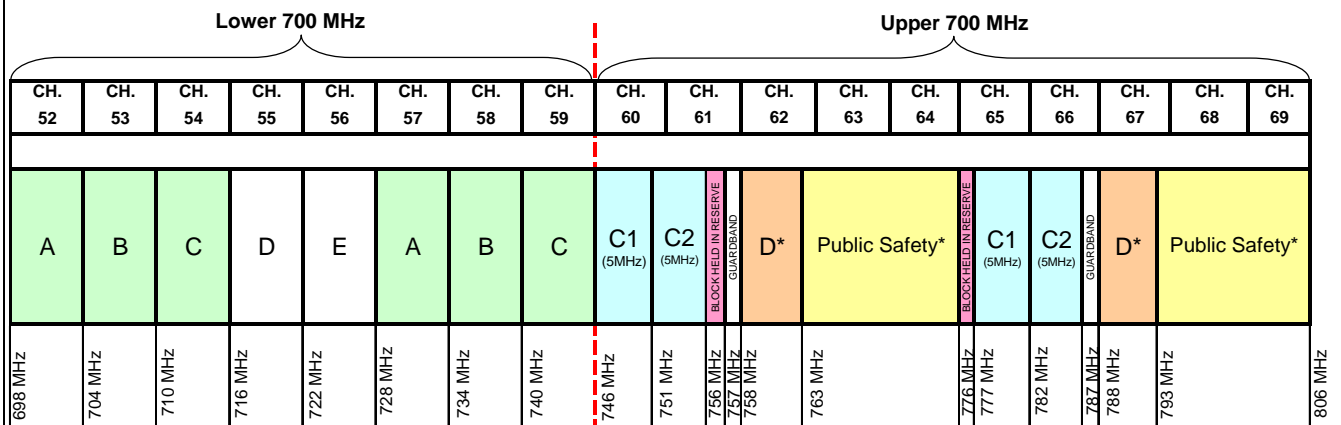 Lower 700 MHz Upper 700 MHz
CH. CH. CH. CH. CH. CH. CH. CH. CH. CH. CH. CH. CH. CH. CH. CH. CH. CH.
52 53 54 55 56 57 58 59 60 61 62 63 64 65 66 67 68 69
A B C D E A B C C1 (5MHz) C2 (5MHz) BLOCK HELD IN RESERVE GUARDBAND D* Public Safety* BLOCK HELD IN RESERVE C1 (5MHz) C2 (5MHz) GUARDBAND D* Public Safety*
698 MHz 704 MHz 710 MHz 716 MHz 722 MHz 728 MHz 734 MHz 740 MHz 746 MHz 751 MHz 756 MHz 757 MHz 758 MHz 763 MHz 776 MHz 777 MHz 782 MHz 787 MHz 788 MHz 793 MHz 806 MHz